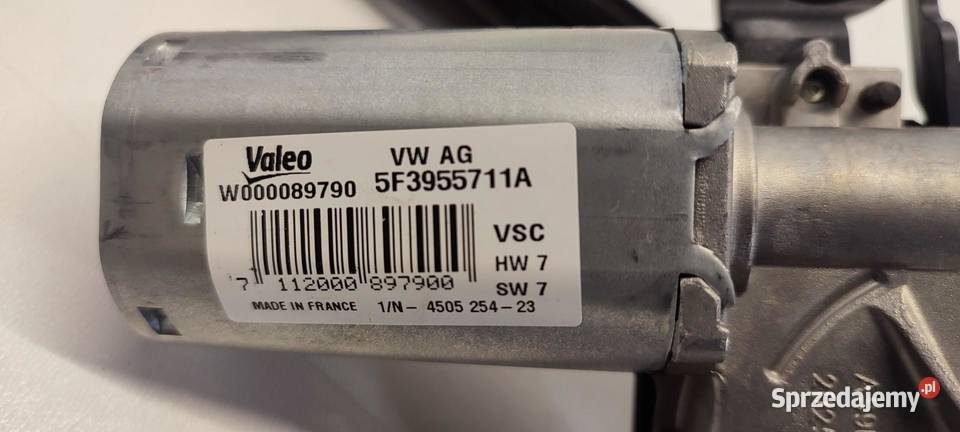 Valeo VW AG
W000089790 5F3955711A
VSC
HW 7
7 112000 897900 SW 7
MADE IN FRANCE 1/N- 4505 254-23
Sprzedajemy.pl